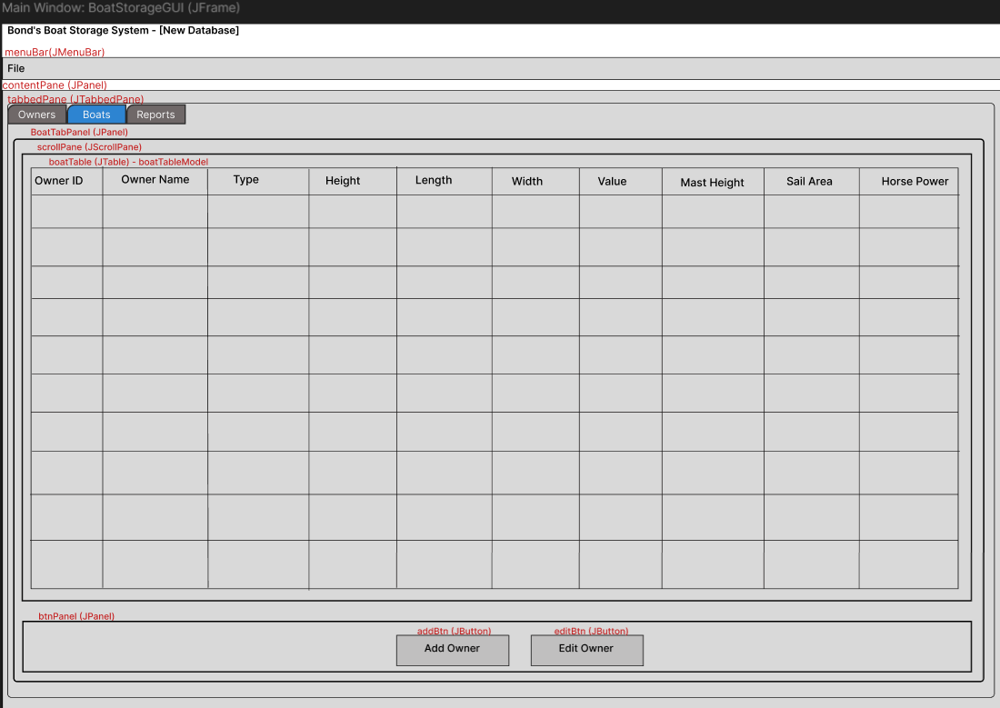 Main Window: BoatStorageGUI (JFrame)
Bond's Boat Storage System - [New Database]
menuBar(JMenuBar)
File
contentPane (JPanel)
tabbedPane (JTabbedPane)
Owners Boats Reports
BoatTabPanel (JPanel)
scrollPane (JScrollPane)
boatTable (JTable) - boatTableModel
Owner ID Owner Name Type Height Length Width Value Mast Height Sail Area Horse Power
btnPanel (JPanel)
addBtn (JButton) editBtn (JButton)
Add Owner Edit Owner